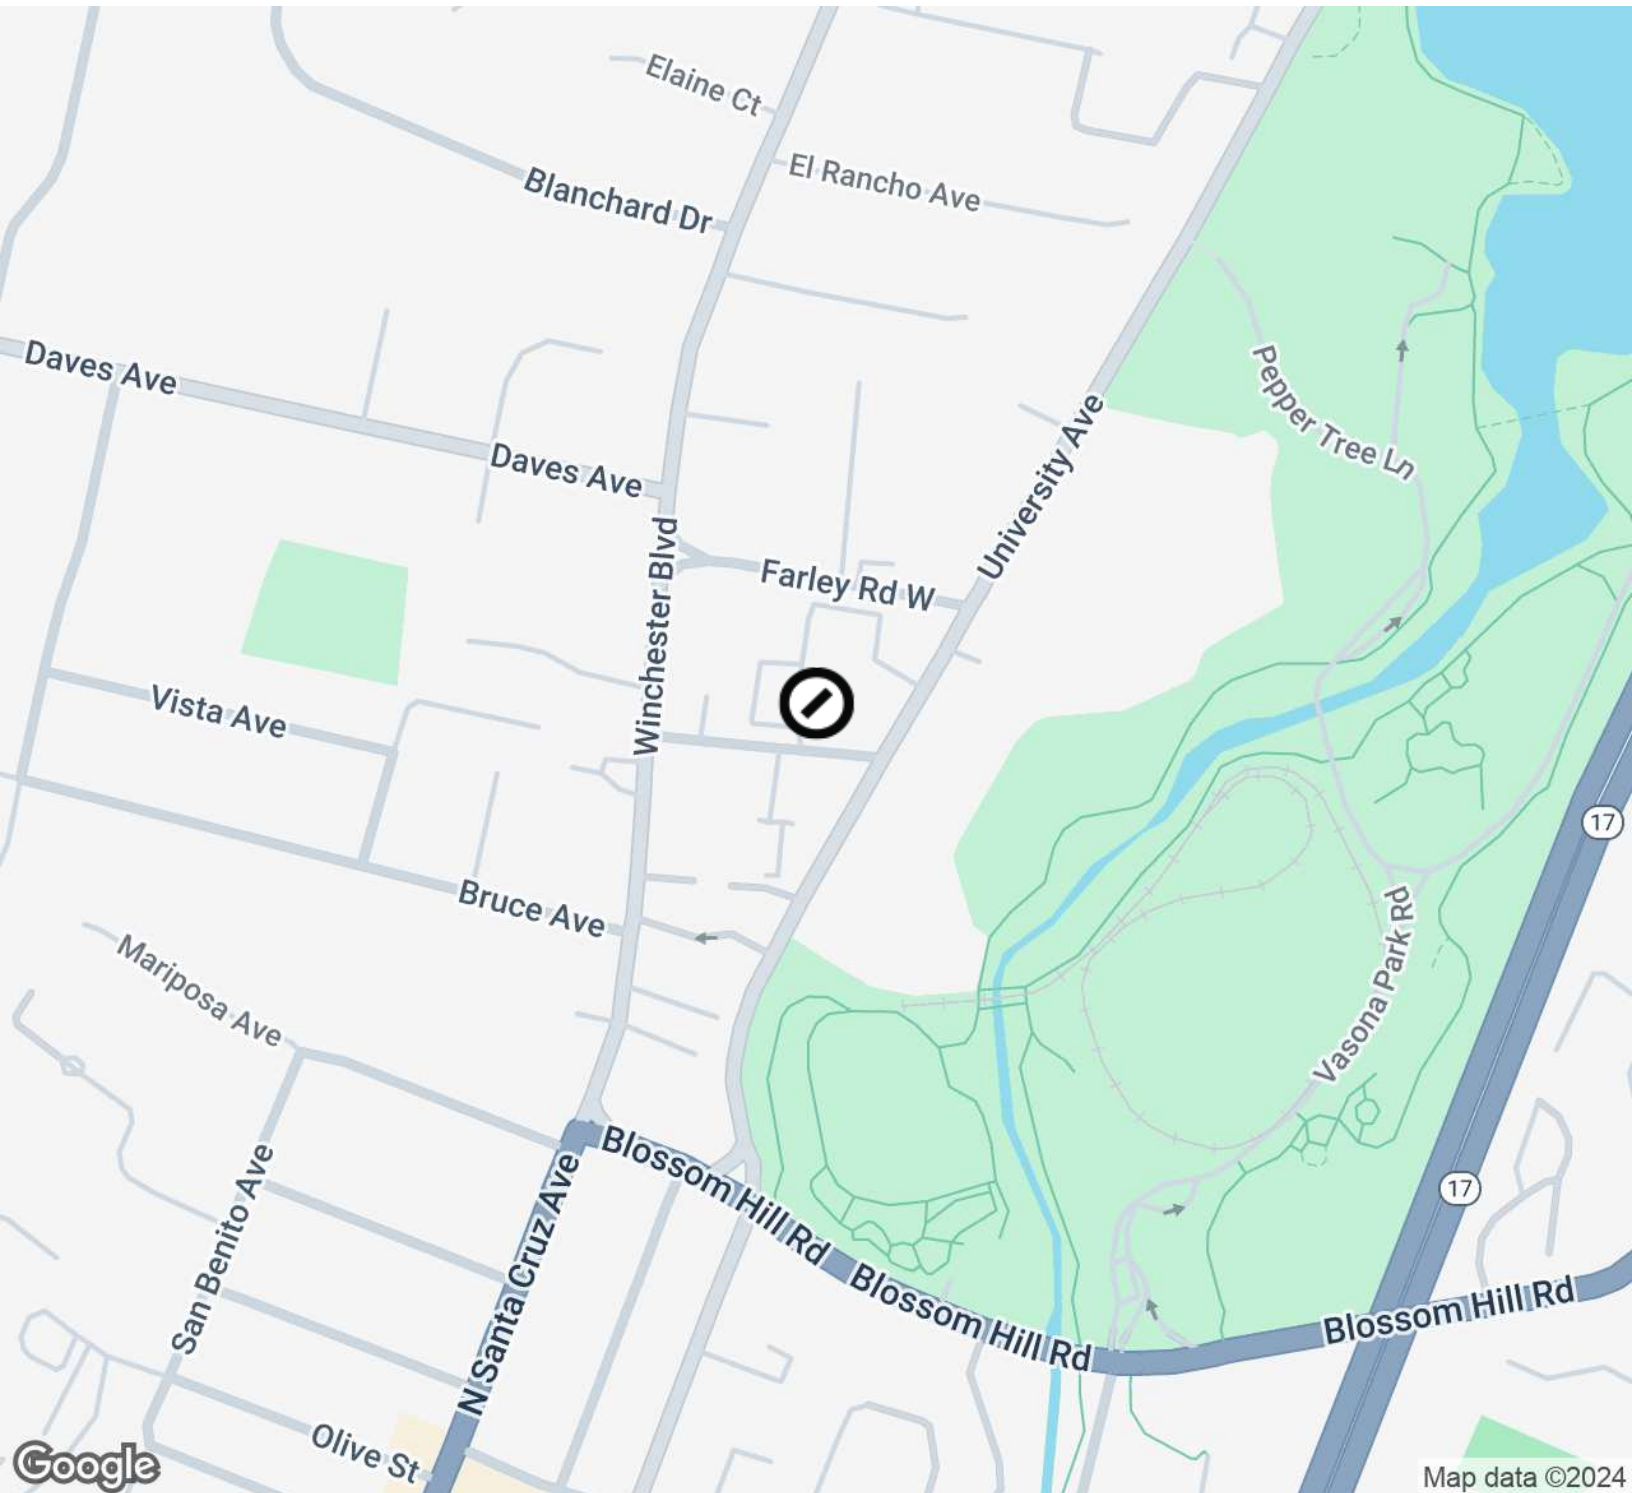 Elaine Ct
El Rancho Ave
Blanchard Dr
Daves Ave
Pepper Tree Ln
University Ave
Daves Ave
Winchester Blvd
Farley Rd W
Vista Ave
17
Bruce Ave
Vasona Park Rd
Mariposa Ave
Blossom Hill Rd
17
San Benito Ave
N Santa Cruz Ave
Blossom Hill Rd
Blossom Hill Rd
Olive St
Google
Map data ©2024